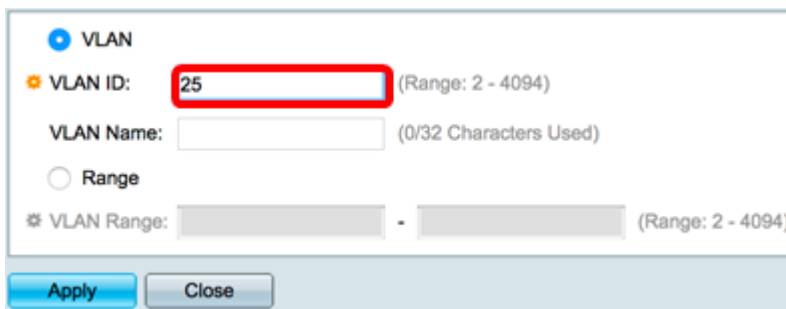 VLAN
VLAN ID: 25 (Range: 2 - 4094)
VLAN Name: (0/32 Characters Used)
Range
VLAN Range: - (Range: 2 - 4094)
Apply Close